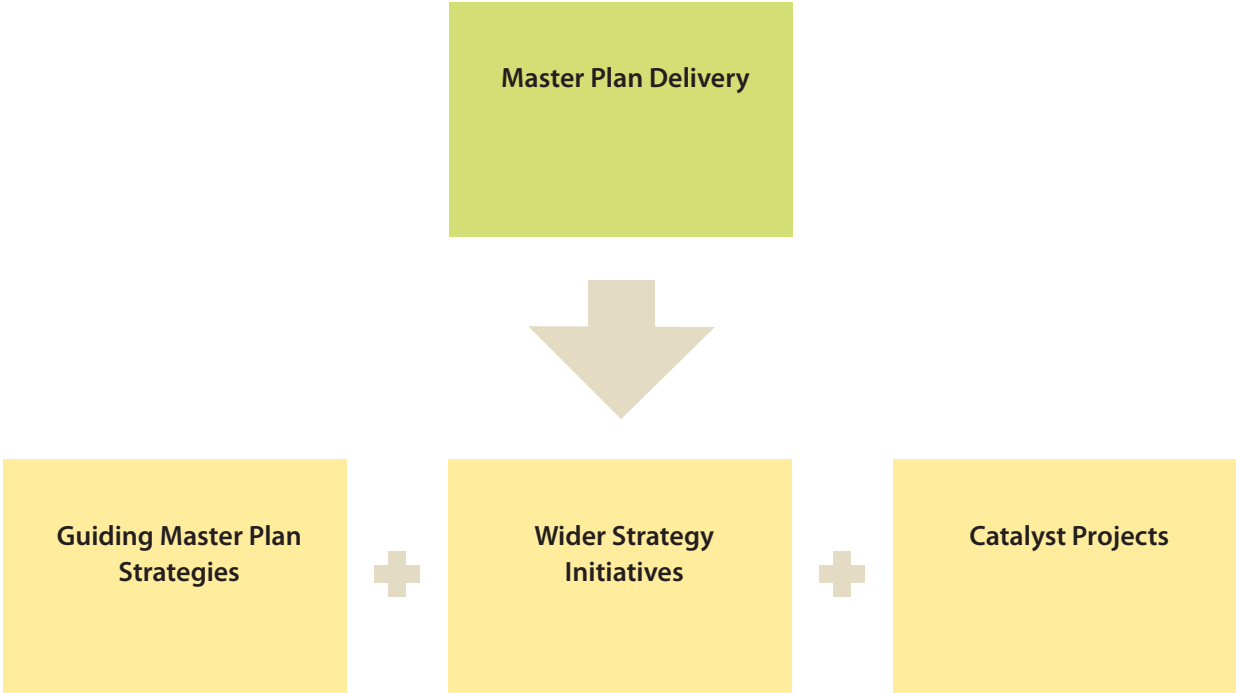 Master Plan Delivery
Guiding Master Plan
Strategies
Wider Strategy
Initiatives
Catalyst Projects